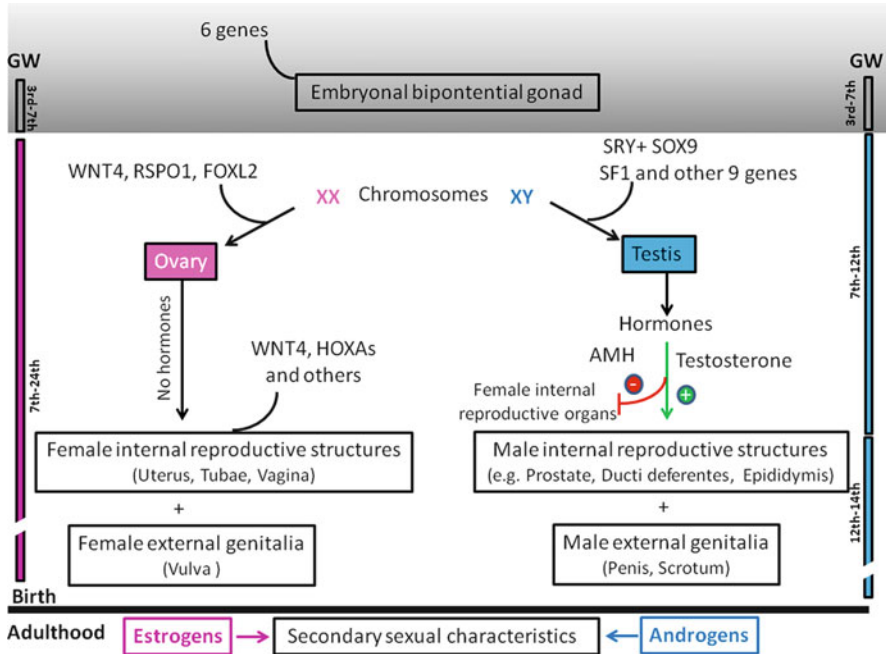 6 genes
GW
GW
3rd-7th
3rd-7th
Embryonal bipontential gonad
WNT4, RSPO1, FOXL2
SRY+ SOX9
SF1 and other 9 genes
XX Chromosomes XY
Ovary
Testis
7th-12th
No hormones
Hormones
WNT4, HOXAs
and others
AMH
Testosterone
-
+
Female internal
reproductive organs
7th-24th
Female internal reproductive structures
(Uterus, Tubae, Vagina)
Male internal reproductive structures
(e.g. Prostate, Ducti deferentes, Epididymis)
+
+
12th-14th
Female external genitalia
(Vulva )
Male external genitalia
(Penis, Scrotum)
Birth
Adulthood
Estrogens
Secondary sexual characteristics
Androgens